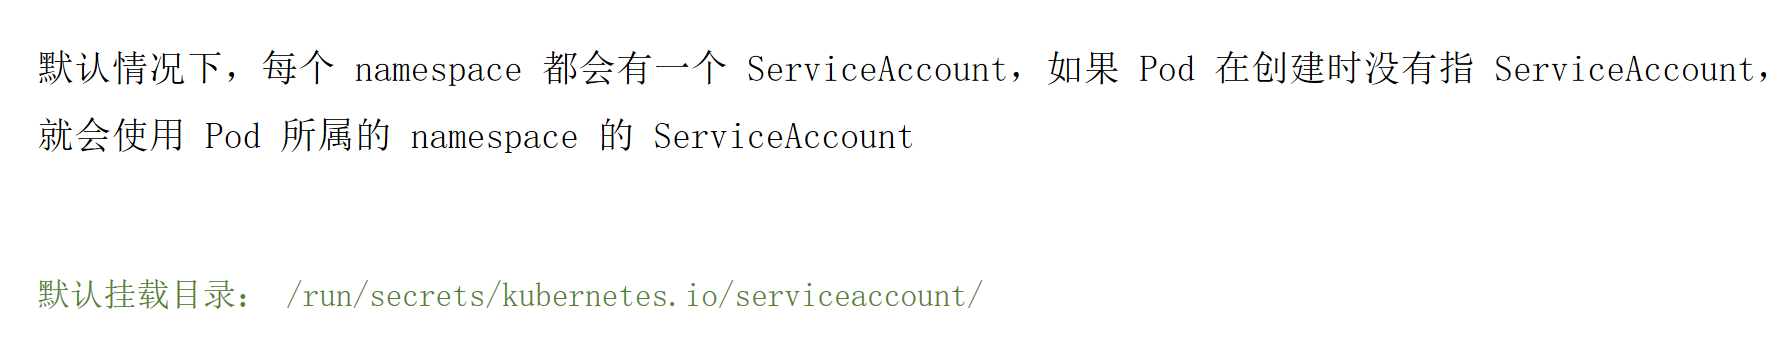 默认情况下，每个 namespace 都会有一个 ServiceAccount，如果 Pod 在创建时没有指 ServiceAccount，
就会使用 Pod 所属的 namespace 的 ServiceAccount
默认挂载目录： /run/secrets/kubernetes.io/serviceaccount/